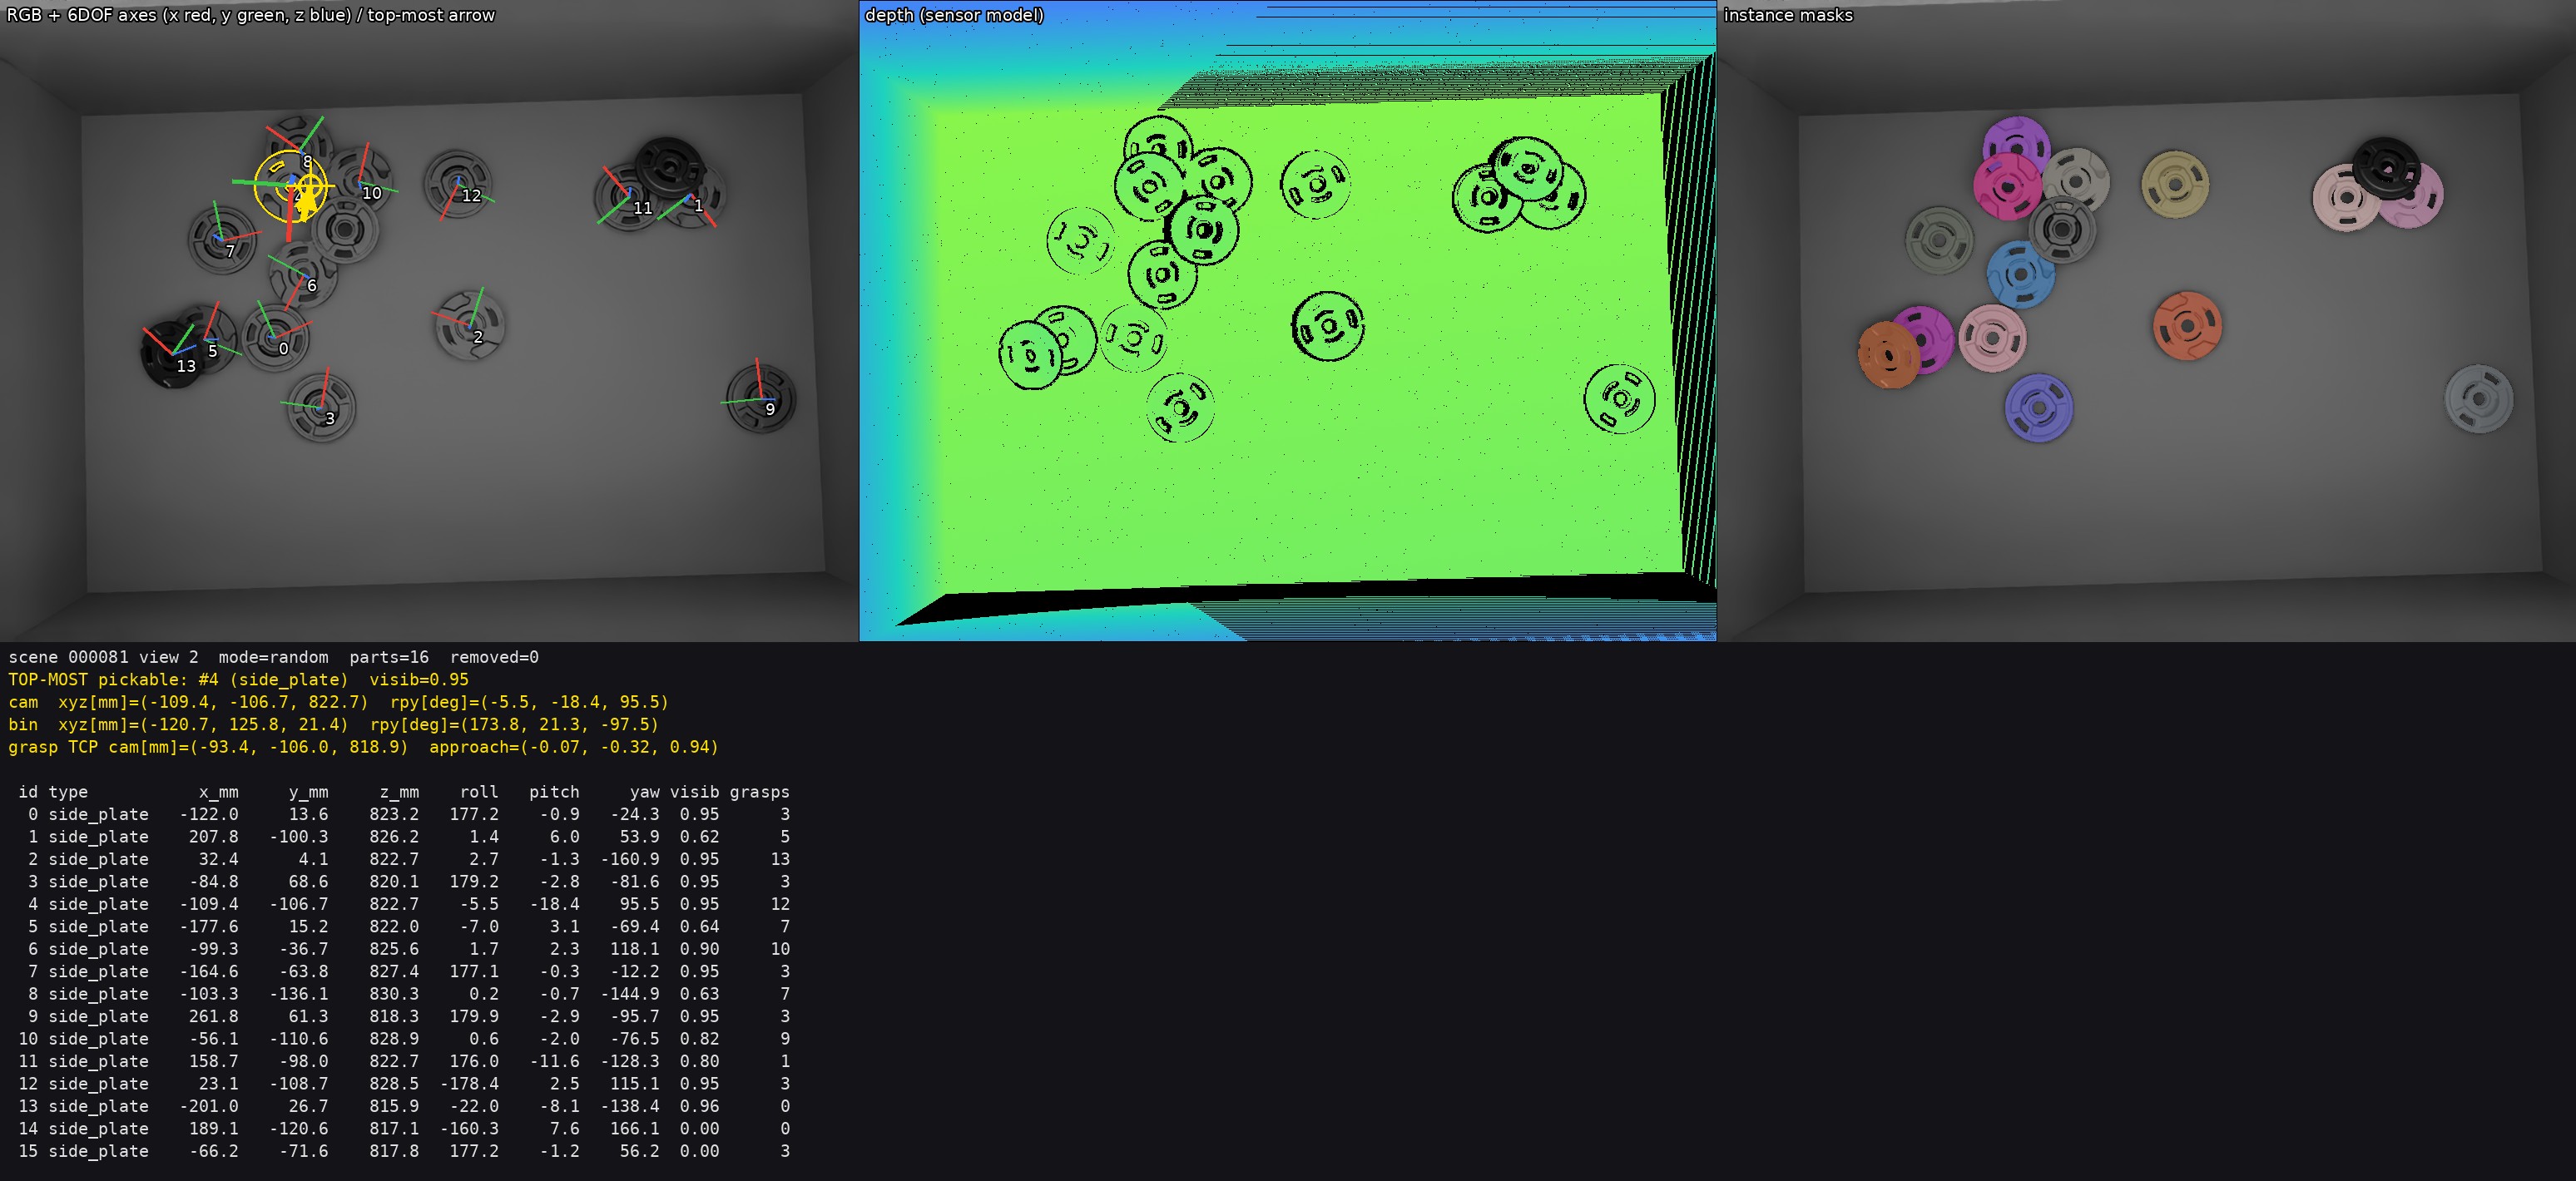 RGB + 6DOF axes (x red, y green, z blue) / top-most arrow
depth (sensor model)
instance masks
8
4
10
12
11
1
7
6
13
5
0
2
3
9
scene 000081 view 2  mode=random  parts=16  removed=0
TOP-MOST pickable: #4 (side_plate)  visib=0.95
cam  xyz[mm]=(-109.4, -106.7, 822.7)  rpy[deg]=(-5.5, -18.4, 95.5)
bin  xyz[mm]=(-120.7, 125.8, 21.4)  rpy[deg]=(173.8, 21.3, -97.5)
grasp TCP cam[mm]=(-93.4, -106.0, 818.9)  approach=(-0.07, -0.32, 0.94)
id type x_mm y_mm z_mm roll pitch yaw visib grasps
0 side_plate -122.0 13.6 823.2 177.2 -0.9 -24.3 0.95 3
1 side_plate 207.8 -100.3 826.2 1.4 6.0 53.9 0.62 5
2 side_plate 32.4 4.1 822.7 2.7 -1.3 -160.9 0.95 13
3 side_plate -84.8 68.6 820.1 179.2 -2.8 -81.6 0.95 3
4 side_plate -109.4 -106.7 822.7 -5.5 -18.4 95.5 0.95 12
5 side_plate -177.6 15.2 822.0 -7.0 3.1 -69.4 0.64 7
6 side_plate -99.3 -36.7 825.6 1.7 2.3 118.1 0.90 10
7 side_plate -164.6 -63.8 827.4 177.1 -0.3 -12.2 0.95 3
8 side_plate -103.3 -136.1 830.3 0.2 -0.7 -144.9 0.63 7
9 side_plate 261.8 61.3 818.3 179.9 -2.9 -95.7 0.95 3
10 side_plate -56.1 -110.6 828.9 0.6 -2.0 -76.5 0.82 9
11 side_plate 158.7 -98.0 822.7 176.0 -11.6 -128.3 0.80 1
12 side_plate 23.1 -108.7 828.5 -178.4 2.5 115.1 0.95 3
13 side_plate -201.0 26.7 815.9 -22.0 -8.1 -138.4 0.96 0
14 side_plate 189.1 -120.6 817.1 -160.3 7.6 166.1 0.00 0
15 side_plate -66.2 -71.6 817.8 177.2 -1.2 56.2 0.00 3